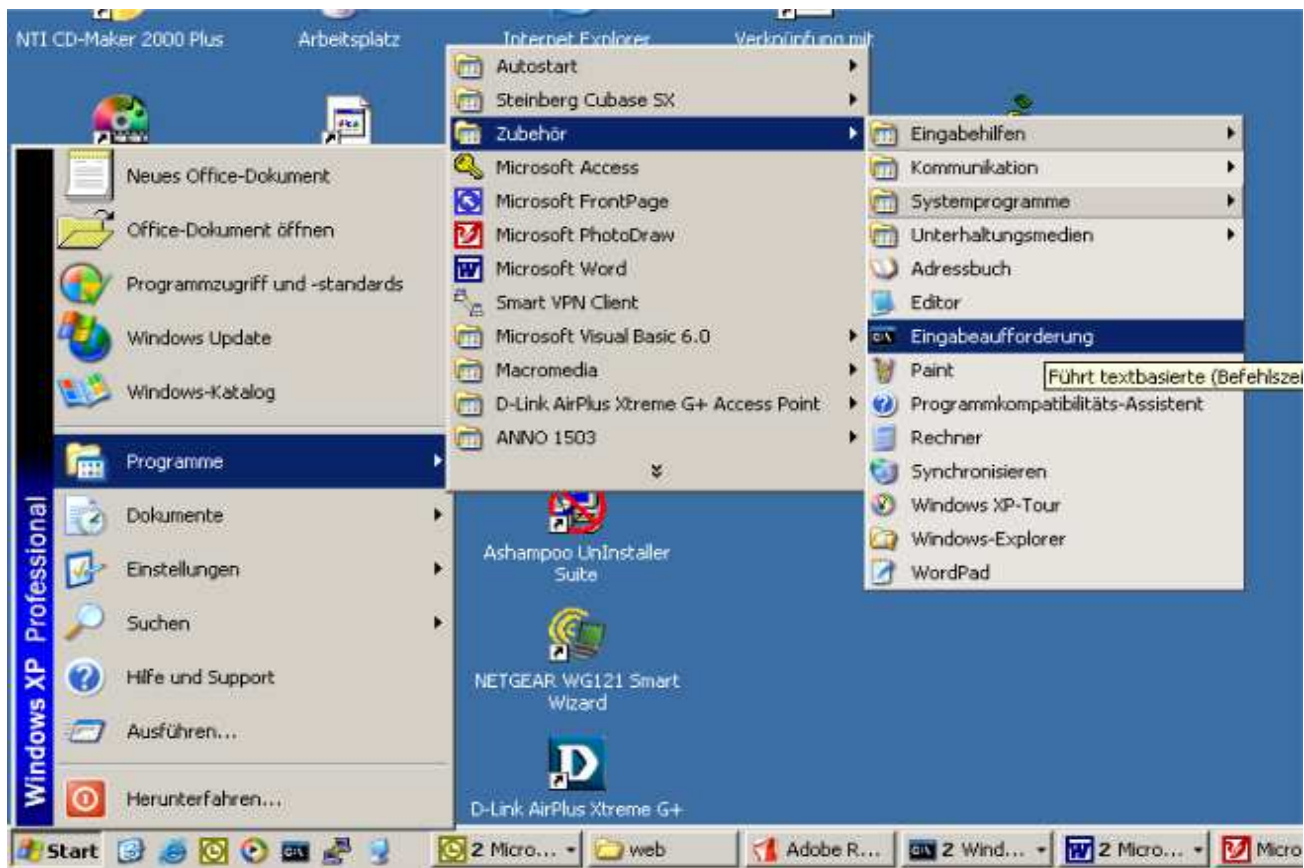 NTI CD-Maker 2000 Plus
Arbeitsplatz
Internet Explorer
Verknüpfung mit
Neues Office-Dokument
Office-Dokument öffnen
Programmzugriff und -standards
Windows Update
Windows-Katalog
Programme
Dokumente
Einstellungen
Suchen
Hilfe und Support
Ausführen...
Herunterfahren...
Windows XP Professional
Autostart
Steinberg Cubase SX
Zubehör
Microsoft Access
Microsoft FrontPage
Microsoft PhotoDraw
Microsoft Word
Smart VPN Client
Microsoft Visual Basic 6.0
Macromedia
D-Link AirPlus Xtreme G+ Access Point
ANNO 1503
Eingabehilfen
Kommunikation
Systemprogramme
Unterhaltungsmedien
Adressbuch
Editor
Eingabeaufforderung
Paint
Führt textbasierte (Befehlszei
Programmkompatibilitäts-Assistent
Rechner
Synchronisieren
Windows XP-Tour
Windows-Explorer
WordPad
Ashampoo UnInstaller
Suite
NETGEAR WG121 Smart
Wizard
D-Link AirPlus Xtreme G+
Start
2 Micro...
web
Adobe R...
2 Wind...
2 Micro...
Micro